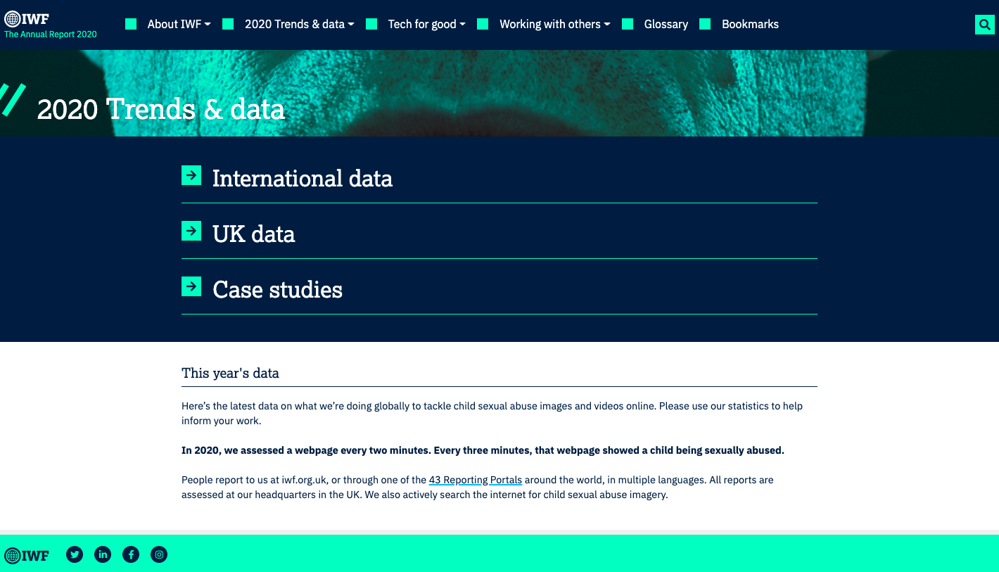 IWF
The Annual Report 2020
About IWF
2020 Trends & data
Tech for good
Working with others
Glossary
Bookmarks
2020 Trends & data
International data
UK data
Case studies
This year's data
Here’s the latest data on what we’re doing globally to tackle child sexual abuse images and videos online. Please use our statistics to help
inform your work.
In 2020, we assessed a webpage every two minutes. Every three minutes, that webpage showed a child being sexually abused.
People report to us at iwf.org.uk, or through one of the 43 Reporting Portals around the world, in multiple languages. All reports are
assessed at our headquarters in the UK. We also actively search the internet for child sexual abuse imagery.
IWF